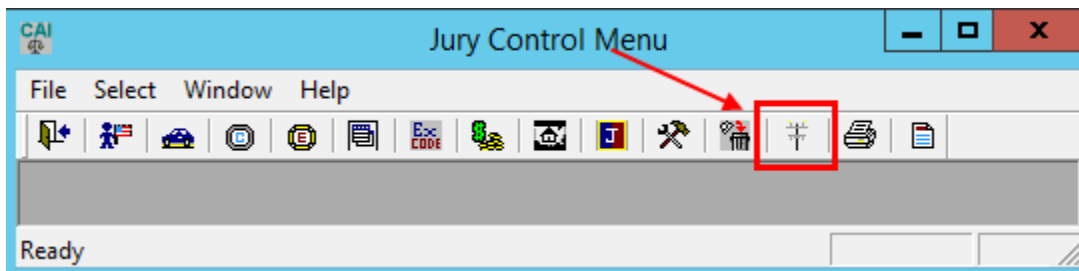 CAI
Jury Control Menu
File Select Window Help
C E Ex CODE J
Ready